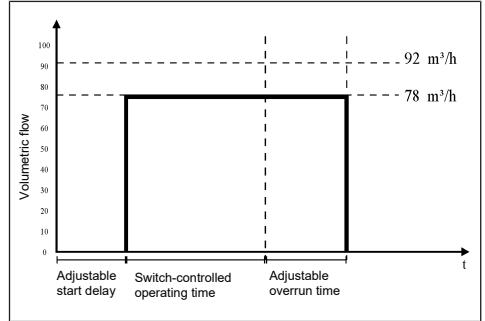 100
92 m³/h
90
80
78 m³/h
70
60
50
40
30
20
10
0
Volumetric flow
t
Adjustable
start delay
Switch-controlled
operating time
Adjustable
overrun time